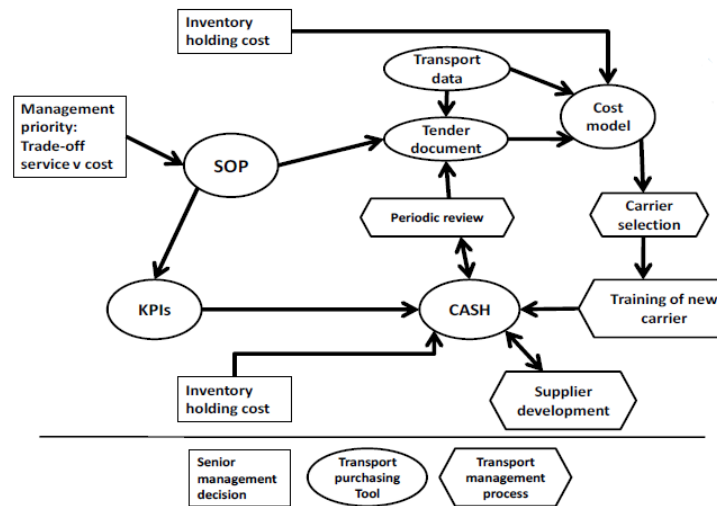 Inventory
holding cost
Transport
data
Management
priority:
Trade-off
service v cost
SOP
Tender
document
Cost
model
Periodic review
Carrier
selection
KPIs
CASH
Training of new
carrier
Inventory
holding cost
Supplier
development
Senior
management
decision
Transport
purchasing
Tool
Transport
management
process